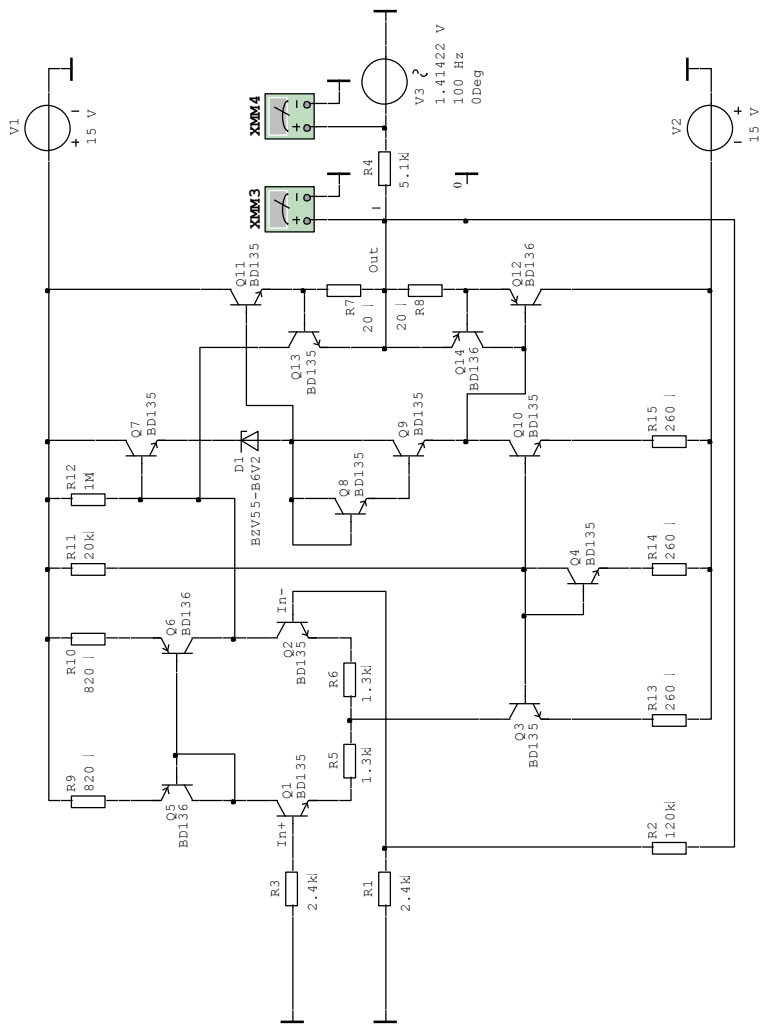 V1
15 V
XMM4
XMM3
V3
1.41422 V
100 Hz
0Deg
R4
5.1k
1
0
V2
15 V
Q11
BD135
R7
20
Out
20
R8
Q12
BD136
Q13
BD135
Q14
BD136
Q7
BD135
D1
BZV55-B6V2
Q9
BD135
Q10
BD135
R15
260
R12
1M
Q8
BD135
R11
20k
Q4
BD135
R14
260
R10
820
Q6
BD136
In-
Q2
BD135
R6
1.3k
Q3
BD135
R13
260
R9
820
Q5
BD136
In+
Q1
BD135
R5
1.3k
R3
2.4k
R1
2.4k
R2
120k